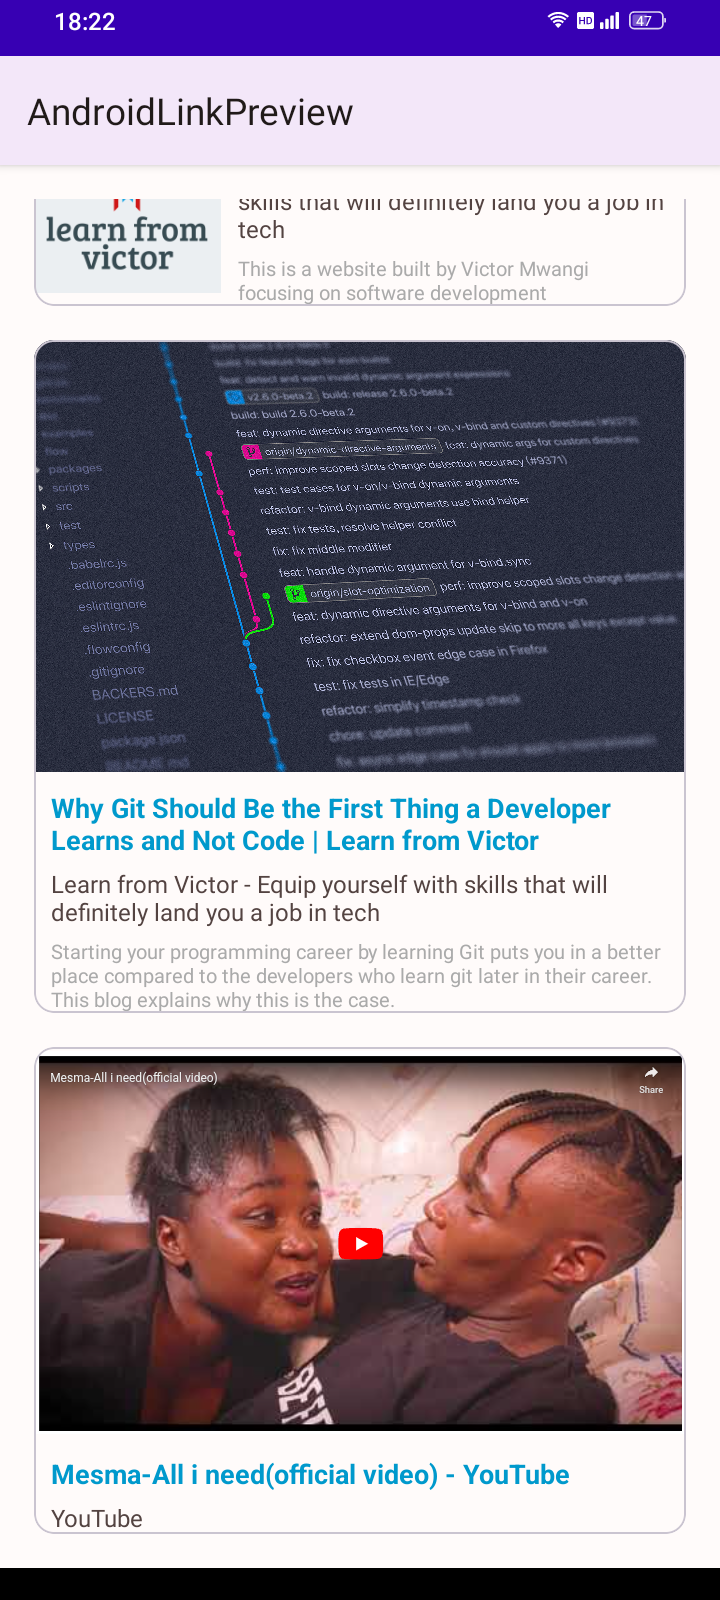 18:22
HD
47
AndroidLinkPreview
learn from
victor
skills that will definitely land you a job in
tech
This is a website built by Victor Mwangi
focusing on software development
v2.6.0-beta.2 build: release 2.6.0-beta.2
build: build 2.6.0-beta.2
feat: dynamic directive arguments for v-on, v-bind and custom directives (#9373)
origin/dynamic-directive-arguments feat: dynamic args for custom directives
perf: improve scoped slots change detection accuracy (#9371)
test: test cases for v-on/v-bind dynamic arguments
refactor: v-bind dynamic arguments use bind helper
test: fix tests, resolve helper conflict
fix: fix middle modifier
feat: handle dynamic argument for v-bind.sync
origin/slot-optimization perf: improve scoped slots change detection
feat: dynamic directive arguments for v-bind and v-on
refactor: extend dom-props update skip to more all keys except value
fix: fix checkbox event edge case in Firefox
test: fix tests in IE/Edge
refactor: simplify timestamp check
chore: update comment
flow
packages
scripts
src
test
types
.babelrc.js
.editorconfig
.eslintignore
.eslintrc.js
.flowconfig
.gitignore
BACKERS.md
LICENSE
package.json
README.md
Why Git Should Be the First Thing a Developer
Learns and Not Code | Learn from Victor
Learn from Victor - Equip yourself with skills that will
definitely land you a job in tech
Starting your programming career by learning Git puts you in a better
place compared to the developers who learn git later in their career.
This blog explains why this is the case.
Mesma-All i need(official video)
Share
Mesma-All i need(official video) - YouTube
YouTube